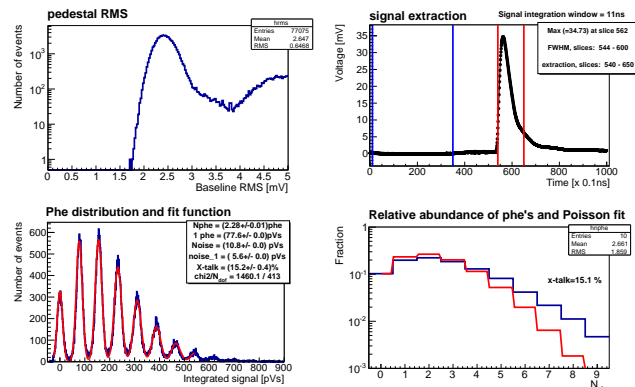 pedestal RMS
hrms
Entries 77075
Mean 2.647
RMS 0.6468
Number of events
10³
10²
10
1
0 0.5 1 1.5 2 2.5 3 3.5 4 4.5 5
Baseline RMS [mV]
signal extraction
Signal integration window = 11ns
Max (=34.73) at slice 562
FWHM, slices: 544 - 600
extraction, slices: 540 - 650
Voltage [mV]
40
30
20
10
0
0 200 400 600 800 1000
Time [x 0.1ns]
Phe distribution and fit function
Nphe = (2.28+/-0.01)phe
1 phe = (77.6+/- 0.0)pVs
Noise = (10.8+/- 0.0) pVs
noise_1 = ( 5.6+/- 0.0) pVs
X-talk = (15.2+/- 0.4)%
chi2/N_dof = 1460.1 / 413
Number of events
600
500
400
300
200
100
0
0 100 200 300 400 500 600 700 800 900
Integrated signal [pVs]
Relative abundance of phe's and Poisson fit
hnphe
Entries 10
Mean 2.661
RMS 1.859
x-talk=15.1 %
Fraction
1
10⁻¹
10⁻²
10⁻³
0 1 2 3 4 5 6 7 8 9